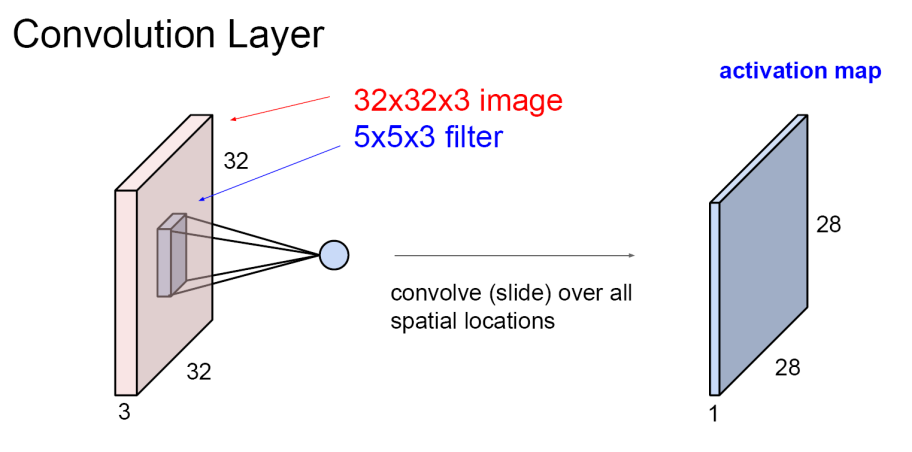 Convolution Layer
activation map
32x32x3 image
5x5x3 filter
32
28
convolve (slide) over all
spatial locations
32
28
3
1